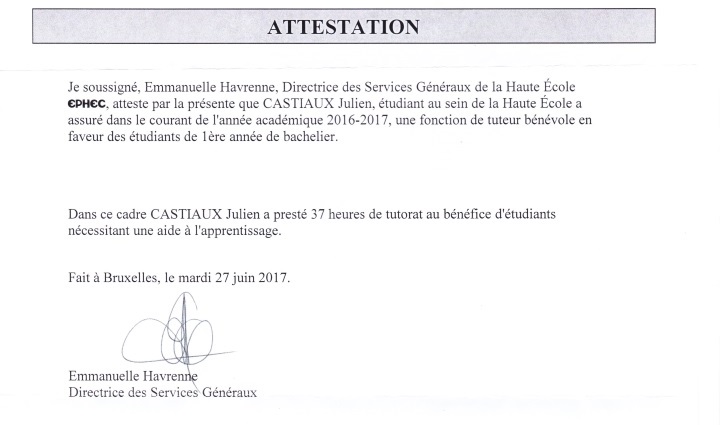 ATTESTATION
Je soussigné, Emmanuelle Havrenne, Directrice des Services Généraux de la Haute École
EPHEC, atteste par la présente que CASTIAUX Julien, étudiant au sein de la Haute École a
assuré dans le courant de l'année académique 2016-2017, une fonction de tuteur bénévole en
faveur des étudiants de 1ère année de bachelier.
Dans ce cadre CASTIAUX Julien a presté 37 heures de tutorat au bénéfice d'étudiants
nécessitant une aide à l'apprentissage.
Fait à Bruxelles, le mardi 27 juin 2017.
Emmanuelle Havrenne
Directrice des Services Généraux